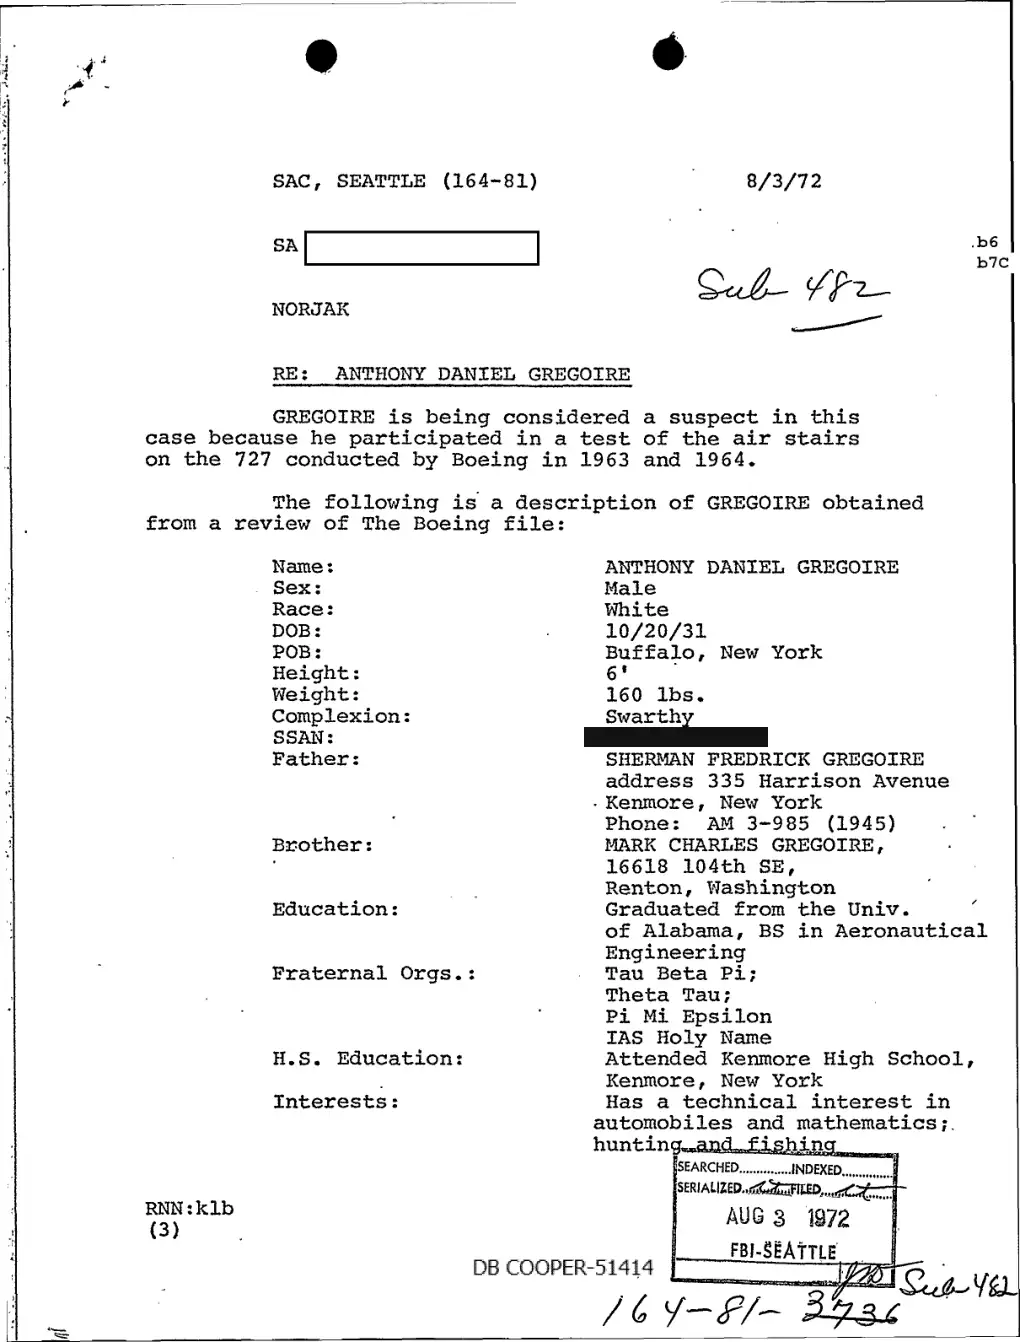 SAC, SEATTLE (164-81) 8/3/72
SA
.b6
b7C
Sub 482
NORJAK
RE: ANTHONY DANIEL GREGOIRE
GREGOIRE is being considered a suspect in this
case because he participated in a test of the air stairs
on the 727 conducted by Boeing in 1963 and 1964.
The following is a description of GREGOIRE obtained
from a review of The Boeing file:
Name: ANTHONY DANIEL GREGOIRE
Sex: Male
Race: White
DOB: 10/20/31
POB: Buffalo, New York
Height: 6'
Weight: 160 lbs.
Complexion: Swarthy
SSAN:
Father: SHERMAN FREDRICK GREGOIRE
address 335 Harrison Avenue
Kenmore, New York
Phone: AM 3-985 (1945)
Brother: MARK CHARLES GREGOIRE,
16618 104th SE,
Renton, Washington
Education: Graduated from the Univ.
of Alabama, BS in Aeronautical
Engineering
Fraternal Orgs.: Tau Beta Pi;
Theta Tau;
Pi Mi Epsilon
IAS Holy Name
H.S. Education: Attended Kenmore High School,
Kenmore, New York
Interests: Has a technical interest in
automobiles and mathematics;
hunting and fishing
SEARCHED..............INDEXED..............
SERIALIZED FILED
AUG 3 1972
FBI-SEATTLE
RNN:klb
(3)
DB COOPER-51414
Sub 482
164-81-3736